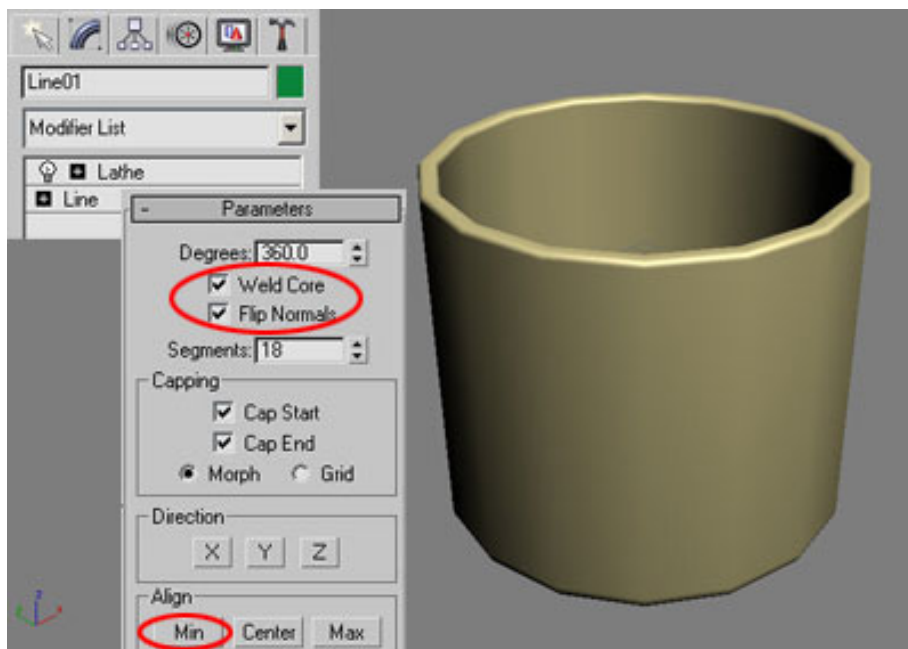 Line01
Modifier List
Lathe
Line
- Parameters
Degrees: 360.0
Weld Core
Flip Normals
Segments: 18
Capping
Cap Start
Cap End
Morph Grid
Direction
X Y Z
Align
Min Center Max